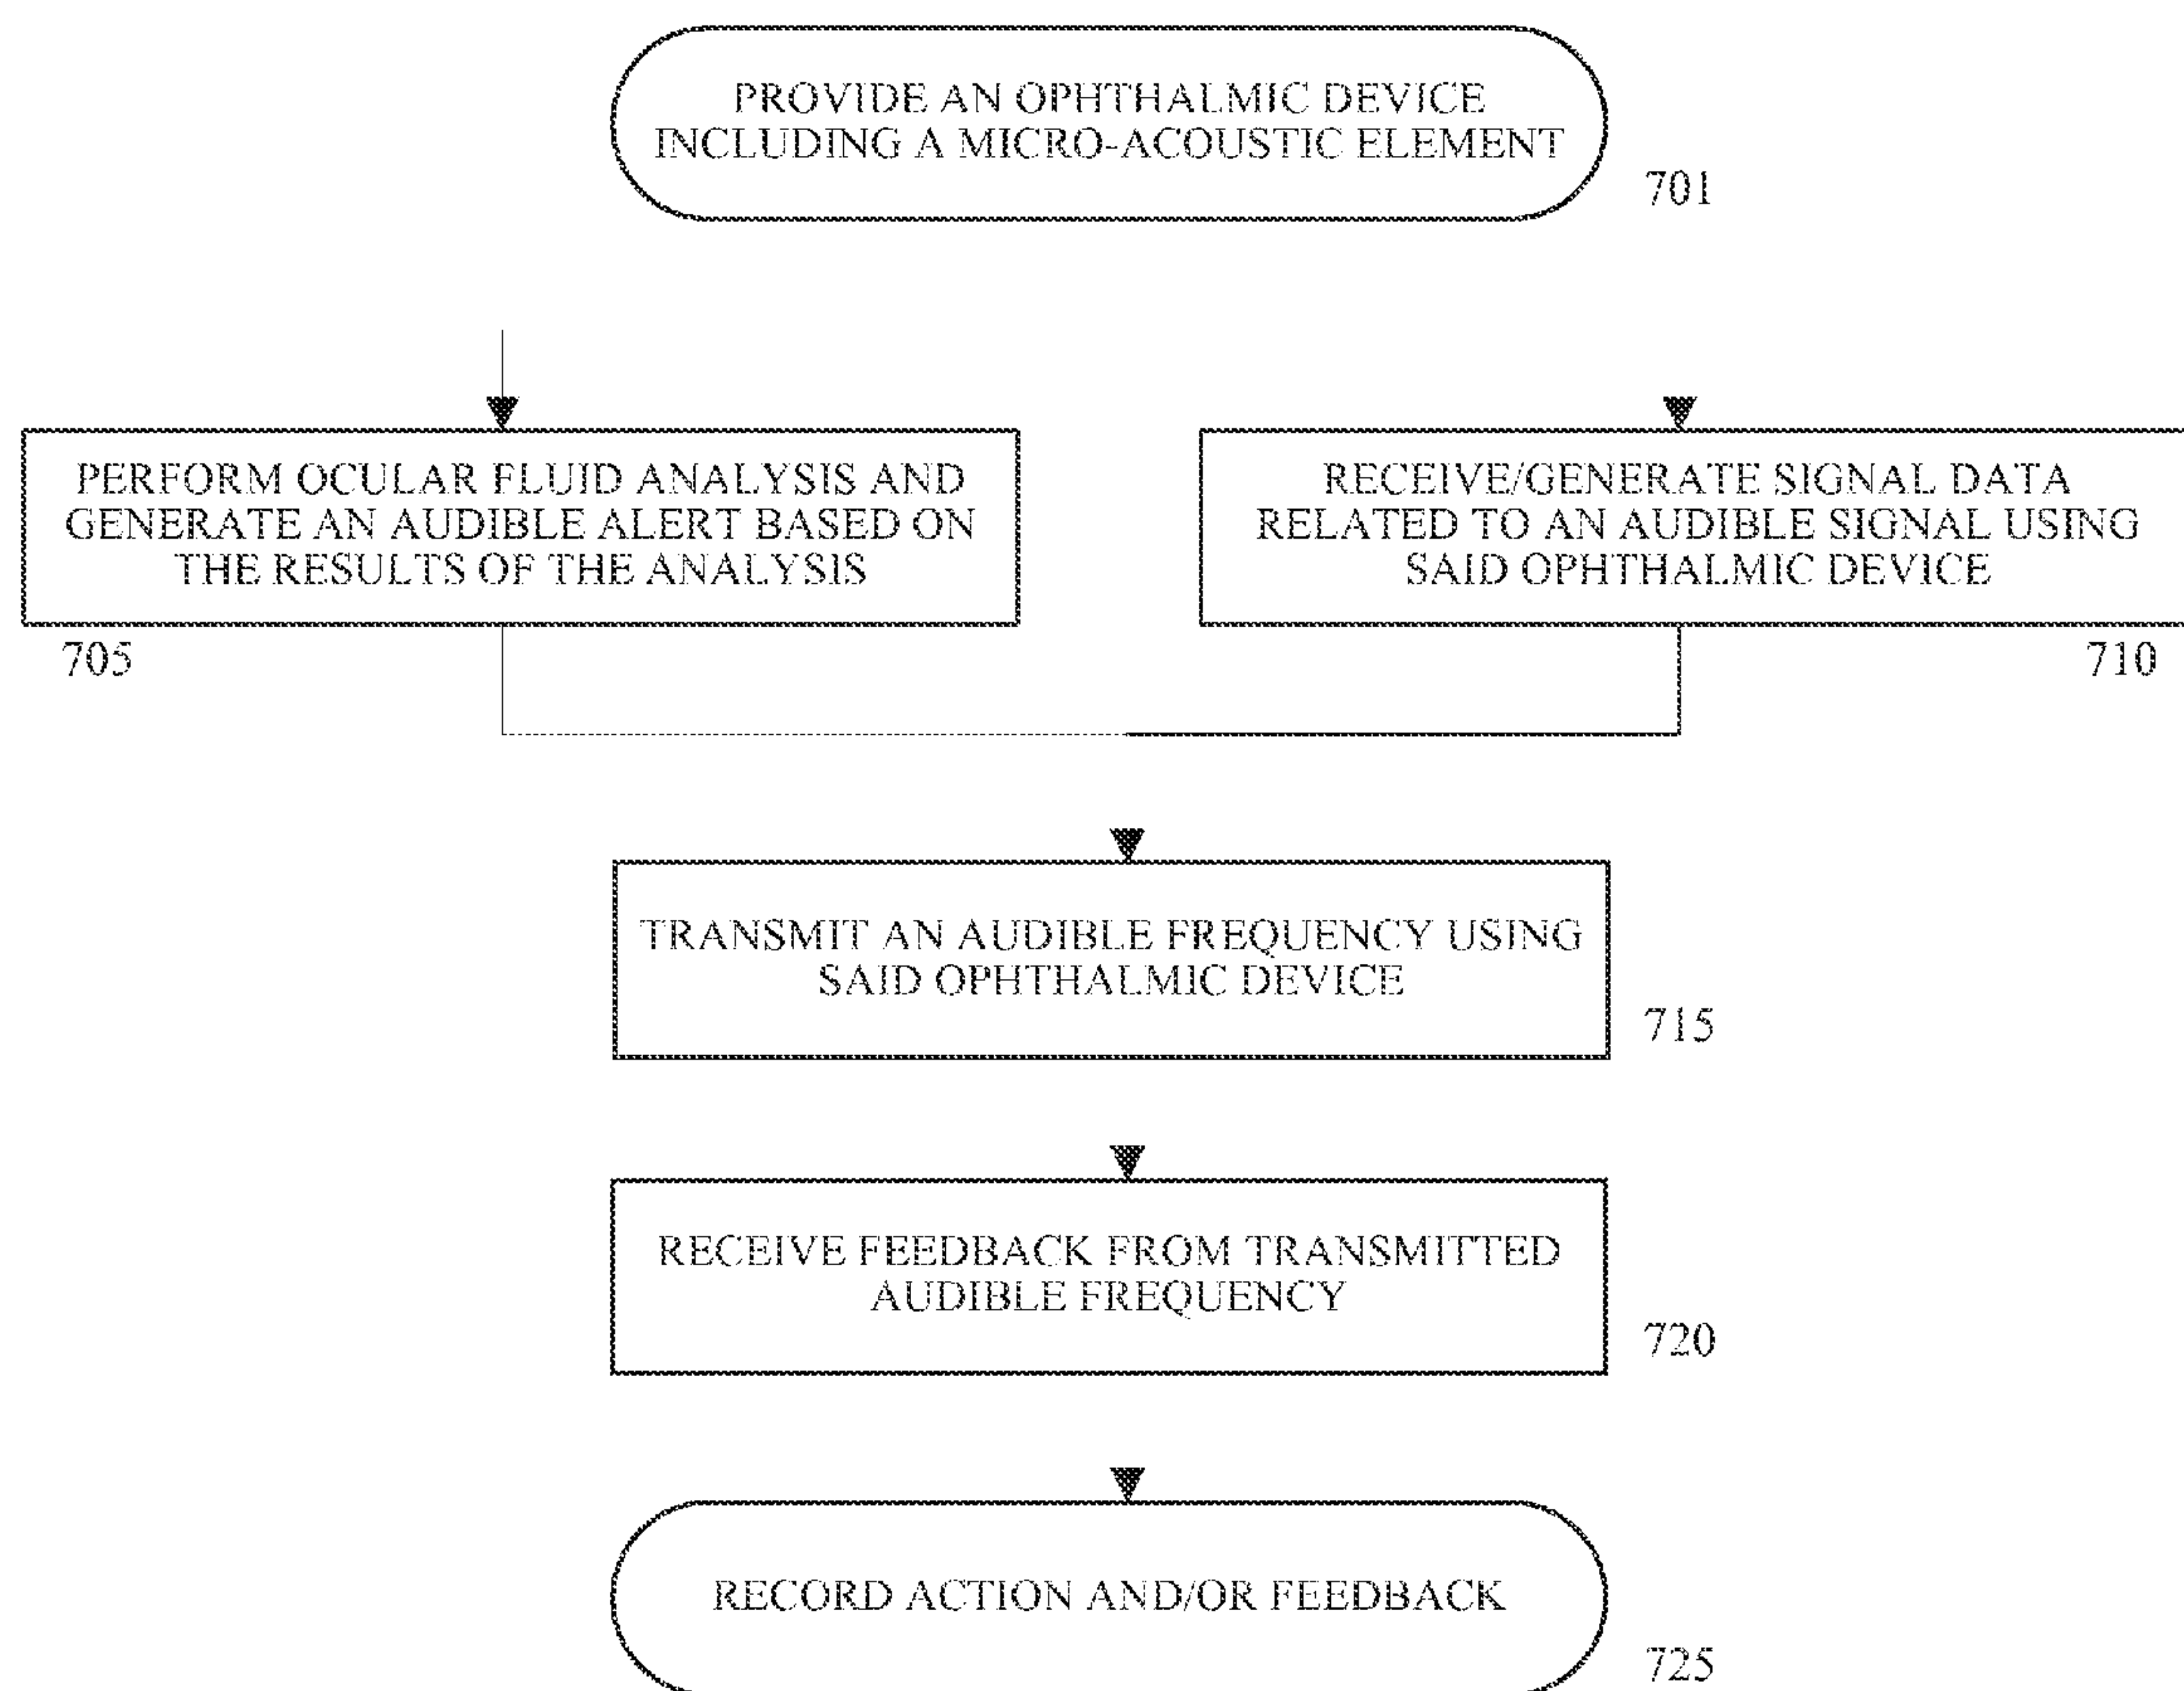 PROVIDE AN OPHTHALMIC DEVICE
INCLUDING A MICRO-ACOUSTIC ELEMENT
701
PERFORM OCULAR FLUID ANALYSIS AND
GENERATE AN AUDIBLE ALERT BASED ON
THE RESULTS OF THE ANALYSIS
705
RECEIVE/GENERATE SIGNAL DATA
RELATED TO AN AUDIBLE SIGNAL USING
SAID OPHTHALMIC DEVICE
710
TRANSMIT AN AUDIBLE FREQUENCY USING
SAID OPHTHALMIC DEVICE
715
RECEIVE FEEDBACK FROM TRANSMITTED
AUDIBLE FREQUENCY
720
RECORD ACTION AND/OR FEEDBACK
725